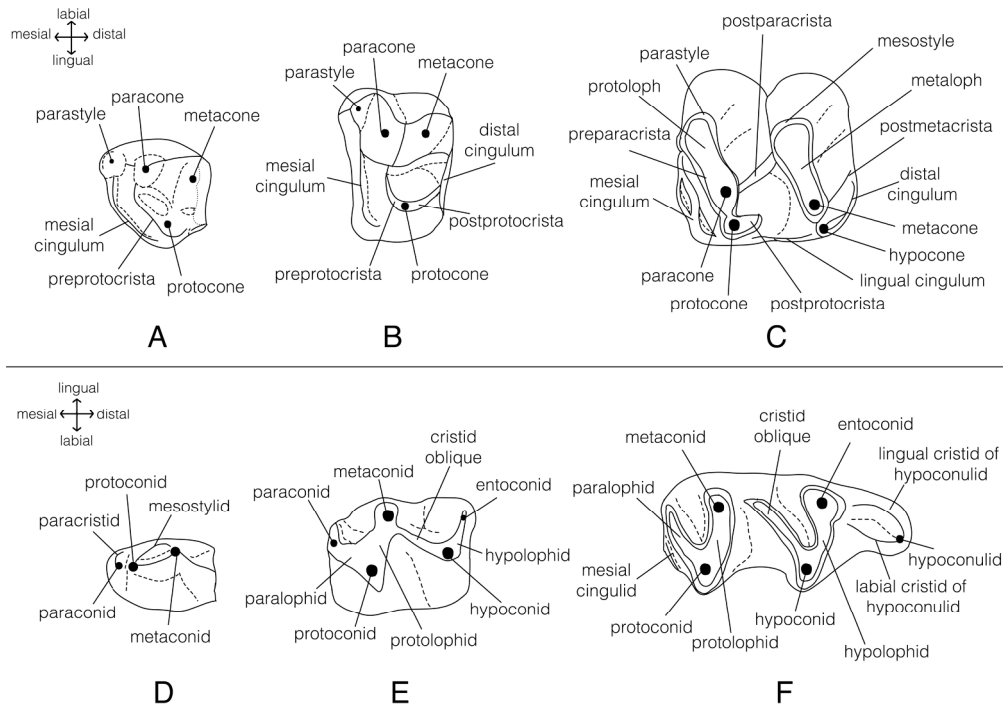 labial
mesial
distal
lingual
parastyle
paracone
metacone
mesial
cingulum
preprotocrista
protocone
A
paracone
metacone
parastyle
distal
cingulum
mesial
cingulum
postprotocrista
preprotocrista
protocone
B
postparacrista
parastyle
mesostyle
protoloph
metaloph
preparacrista
postmetacrista
mesial
cingulum
distal
cingulum
metacone
hypocone
lingual cingulum
paracone
protocone
postprotocrista
C
lingual
mesial
distal
labial
protoconid
mesostylid
paracristid
paraconid
metaconid
D
cristid
oblique
metaconid
paraconid
entoconid
hypolophid
paralophid
hypoconid
protoconid
protolophid
E
cristid
oblique
entoconid
metaconid
lingual cristid of
hypoconulid
paralophid
hypoconulid
mesial
cingulid
labial cristid of
hypoconulid
protoconid
hypoconid
protolophid
hypolophid
F